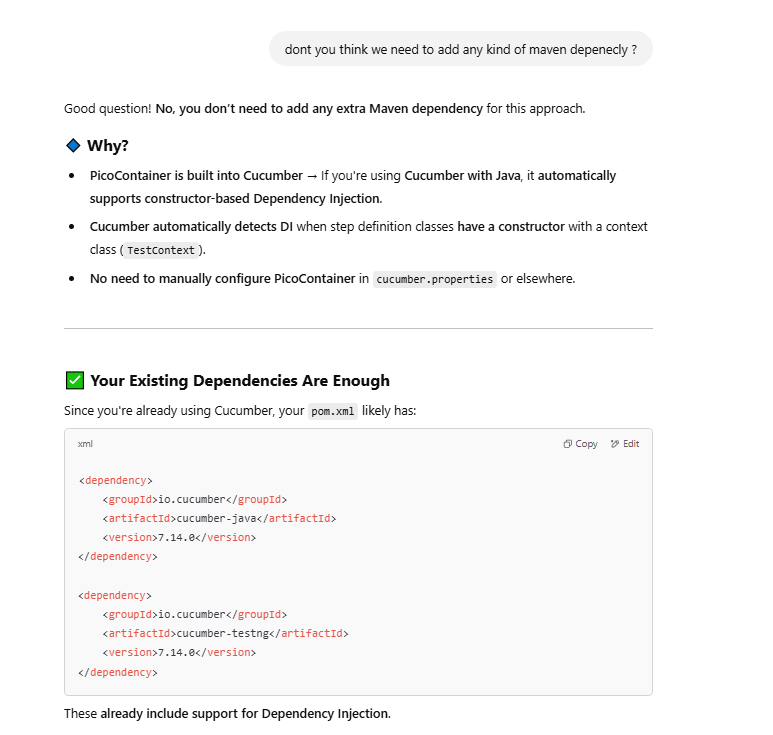 dont you think we need to add any kind of maven depenecly ?
Good question! No, you don't need to add any extra Maven dependency for this approach.
Why?
PicoContainer is built into Cucumber → If you're using Cucumber with Java, it automatically
supports constructor-based Dependency Injection.
Cucumber automatically detects DI when step definition classes have a constructor with a context
class ( TestContext ).
No need to manually configure PicoContainer in cucumber.properties or elsewhere.
Your Existing Dependencies Are Enough
Since you're already using Cucumber, your pom.xml likely has:
xml Copy Edit
<dependency>
    <groupId>io.cucumber</groupId>
    <artifactId>cucumber-java</artifactId>
    <version>7.14.0</version>
</dependency>
<dependency>
    <groupId>io.cucumber</groupId>
    <artifactId>cucumber-testng</artifactId>
    <version>7.14.0</version>
</dependency>
These already include support for Dependency Injection.